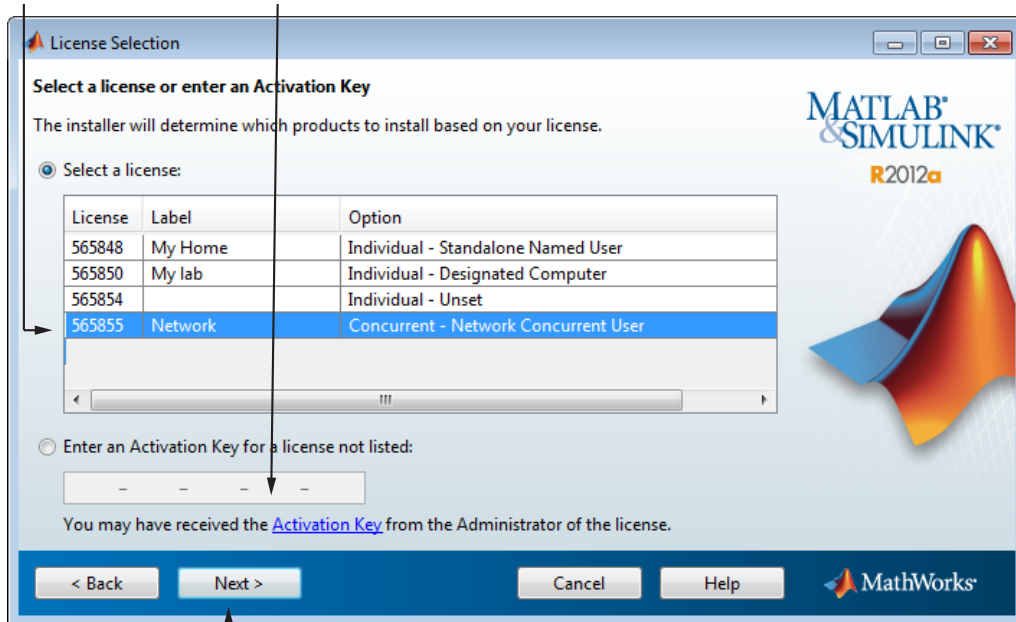 License Selection
Select a license or enter an Activation Key
The installer will determine which products to install based on your license.
MATLAB®
&SIMULINK®
R2012a
Select a license:
License Label Option
565848 My Home Individual - Standalone Named User
565850 My lab Individual - Designated Computer
565854 Individual - Unset
565855 Network Concurrent - Network Concurrent User
Enter an Activation Key for a license not listed:
– – – –
You may have received the Activation Key from the Administrator of the license.
< Back Next > Cancel Help MathWorks®